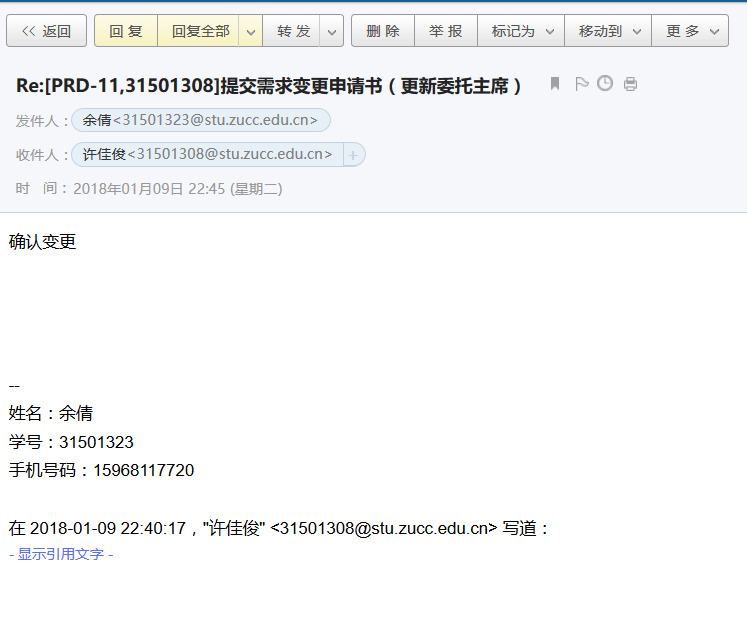 << 返回 回 复 回复全部 转 发 删 除 举 报 标记为 移动到 更 多
Re:[PRD-11,31501308]提交需求变更申请书（更新委托主席）
发件人：余倩<31501323@stu.zucc.edu.cn>
收件人：许佳俊<31501308@stu.zucc.edu.cn> +
时 间：2018年01月09日 22:45 (星期二)
确认变更
--
姓名：余倩
学号：31501323
手机号码：15968117720
在 2018-01-09 22:40:17，"许佳俊" <31501308@stu.zucc.edu.cn> 写道：
- 显示引用文字 -